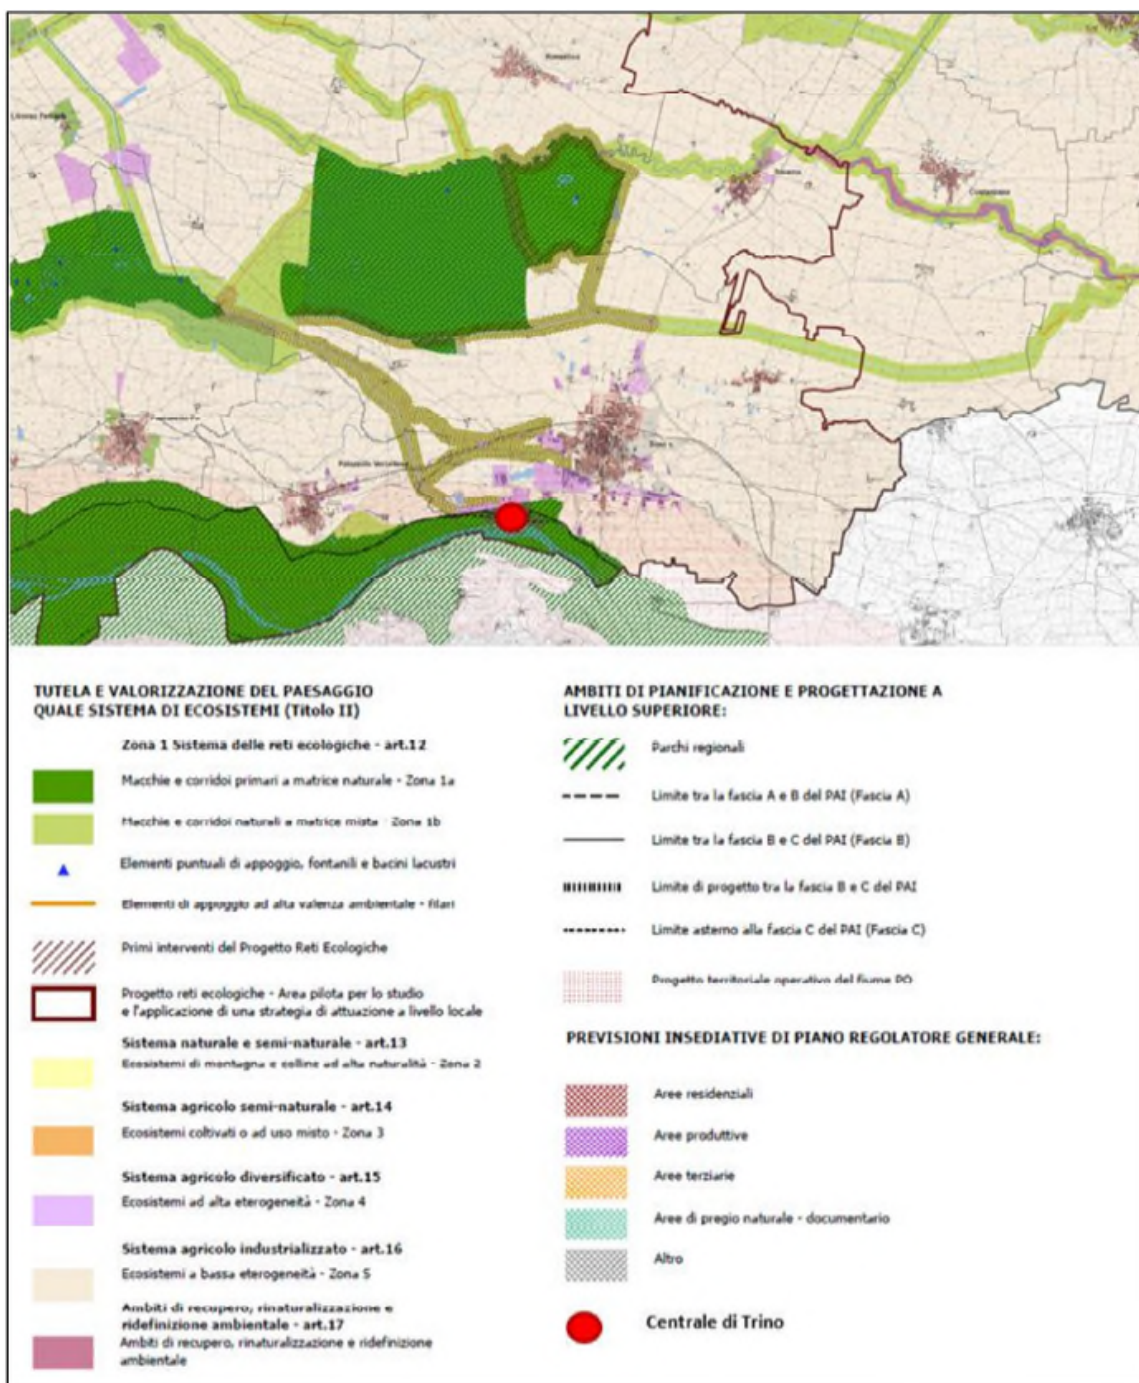 TUTELA E VALORIZZAZIONE DEL PAESAGGIO
QUALE SISTEMA DI ECOSISTEMI (Titolo II)
Zona 1 Sistema delle reti ecologiche - art.12
Macchie e corridoi primari a matrice naturale - Zona 1a
Macchie e corridoi naturali a matrice mista - Zona 1b
Elementi puntuali di appoggio, fontanili e bacini lacustri
Elementi di appoggio ad alta valenza ambientale - filari
Primi interventi del Progetto Reti Ecologiche
Progetto reti ecologiche - Area pilota per lo studio
e l'applicazione di una strategia di attuazione a livello locale
Sistema naturale e semi-naturale - art.13
Ecosistemi di montagna e colline ad alta naturalità - Zona 2
Sistema agricolo semi-naturale - art.14
Ecosistemi coltivati o ad uso misto - Zona 3
Sistema agricolo diversificato - art.15
Ecosistemi ad alta eterogeneità - Zona 4
Sistema agricolo industrializzato - art.16
Ecosistemi a bassa eterogeneità - Zona 5
Ambiti di recupero, rinaturalizzazione e
ridefinizione ambientale - art.17
Ambiti di recupero, rinaturalizzazione e ridefinizione
ambientale
AMBITI DI PIANIFICAZIONE E PROGETTAZIONE A
LIVELLO SUPERIORE:
Parchi regionali
Limite tra la fascia A e B del PAI (Fascia A)
Limite tra la fascia B e C del PAI (Fascia B)
Limite di progetto tra la fascia B e C del PAI
Limite asterno alla fascia C del PAI (Fascia C)
Progetto territoriale operativo del fiume PO
PREVISIONI INSEDIATIVE DI PIANO REGOLATORE GENERALE:
Aree residenziali
Aree produttive
Aree terziarie
Aree di pregio naturale - documentario
Altro
Centrale di Trino